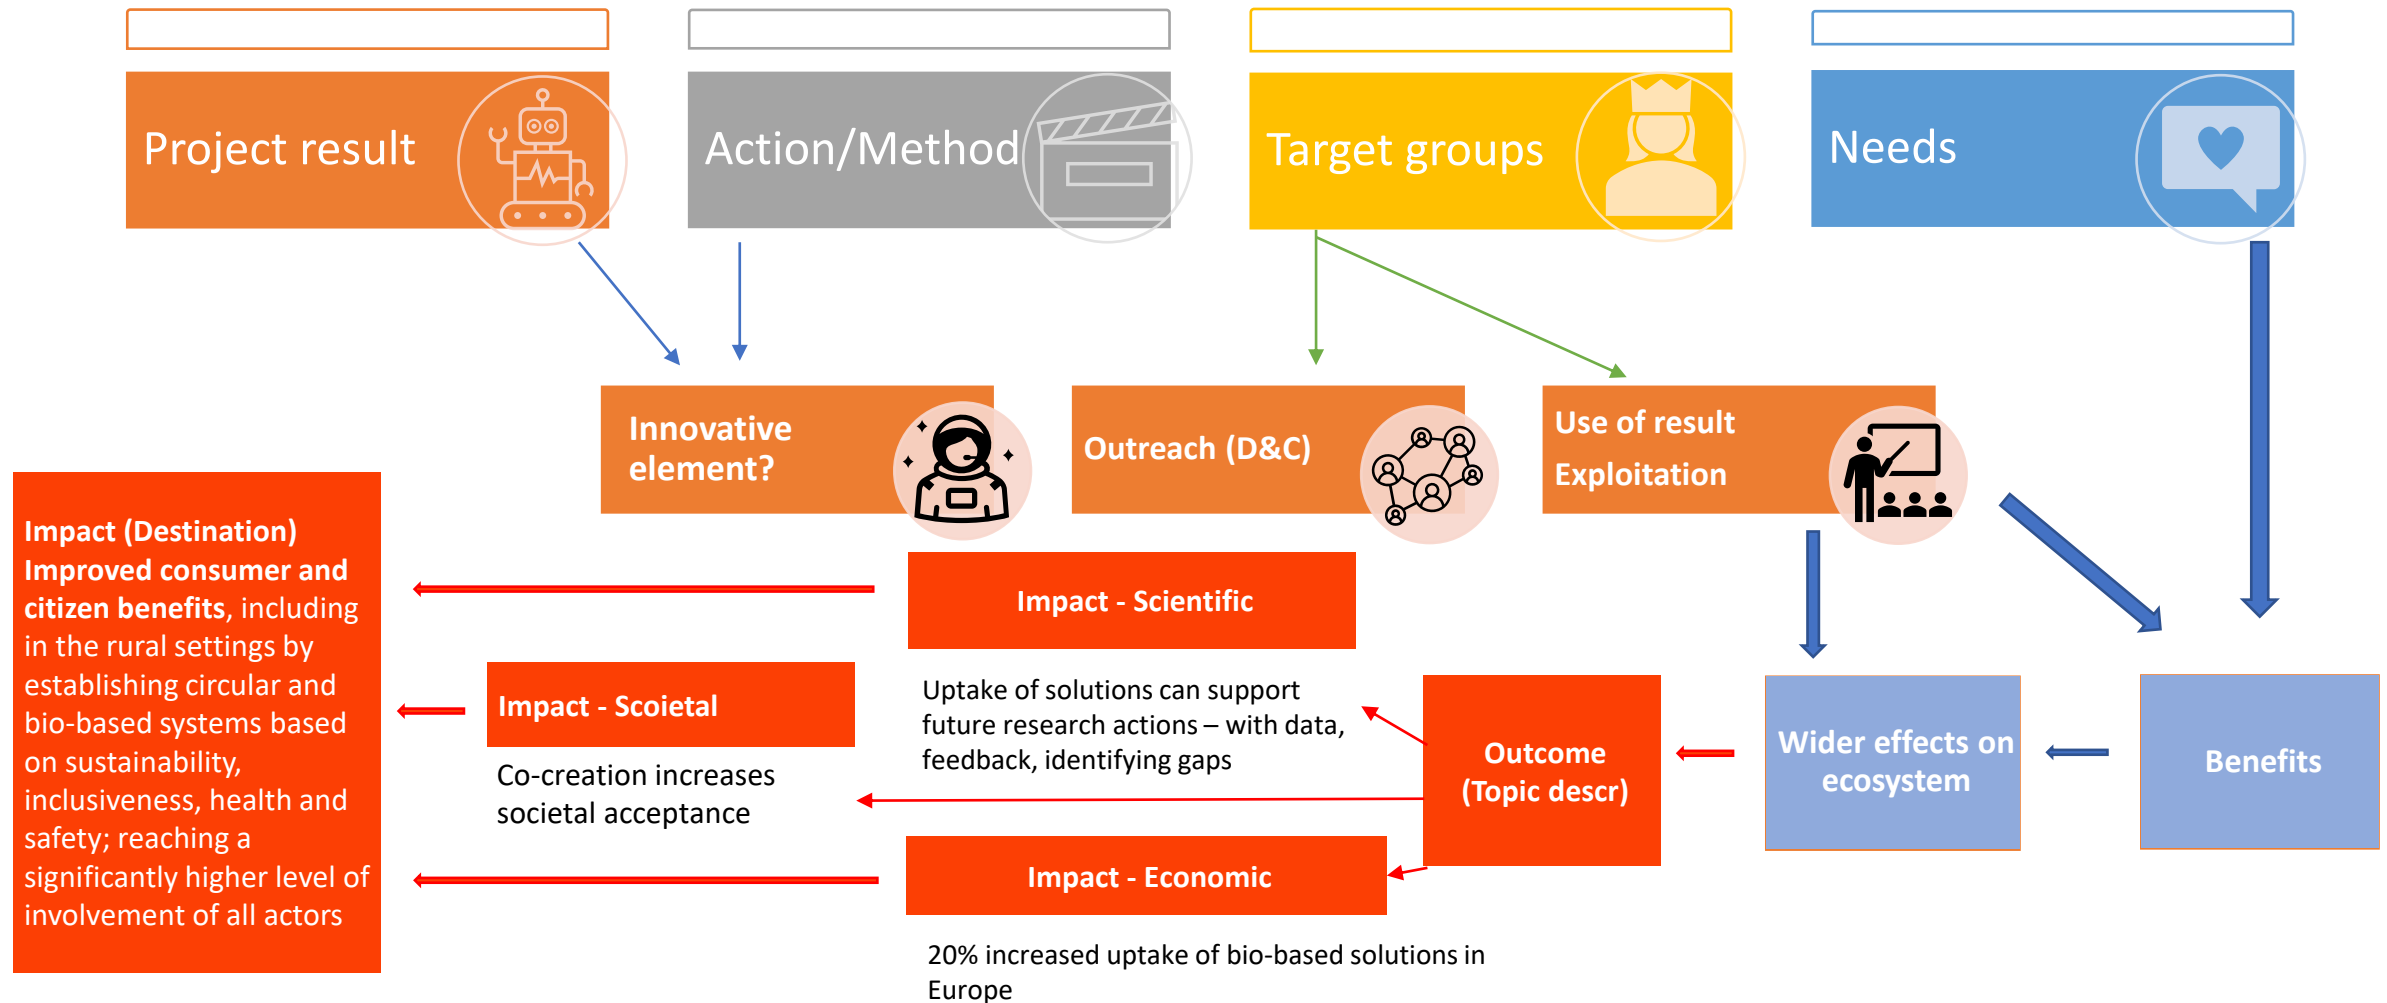 Project result
Action/Method
Target groups
Needs
Innovative
element?
Outreach (D&C)
Use of result
Exploitation
Impact (Destination)
Improved consumer and
citizen benefits, including
in the rural settings by
establishing circular and
bio-based systems based
on sustainability,
inclusiveness, health and
safety; reaching a
significantly higher level of
involvement of all actors
Impact - Scientific
Uptake of solutions can support
future research actions – with data,
feedback, identifying gaps
Impact - Scoietal
Co-creation increases
societal acceptance
Impact - Economic
20% increased uptake of bio-based solutions in
Europe
Outcome
(Topic descr)
Wider effects on
ecosystem
Benefits